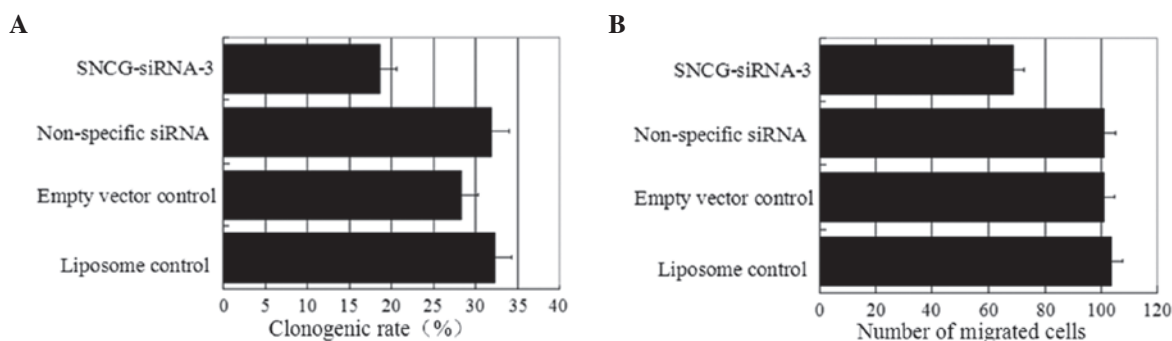 A
SNCG-siRNA-3
Non-specific siRNA
Empty vector control
Liposome control
0 5 10 15 20 25 30 35 40
Clonogenic rate（%）
B
SNCG-siRNA-3
Non-specific siRNA
Empty vector control
Liposome control
0 20 40 60 80 100 120
Number of migrated cells